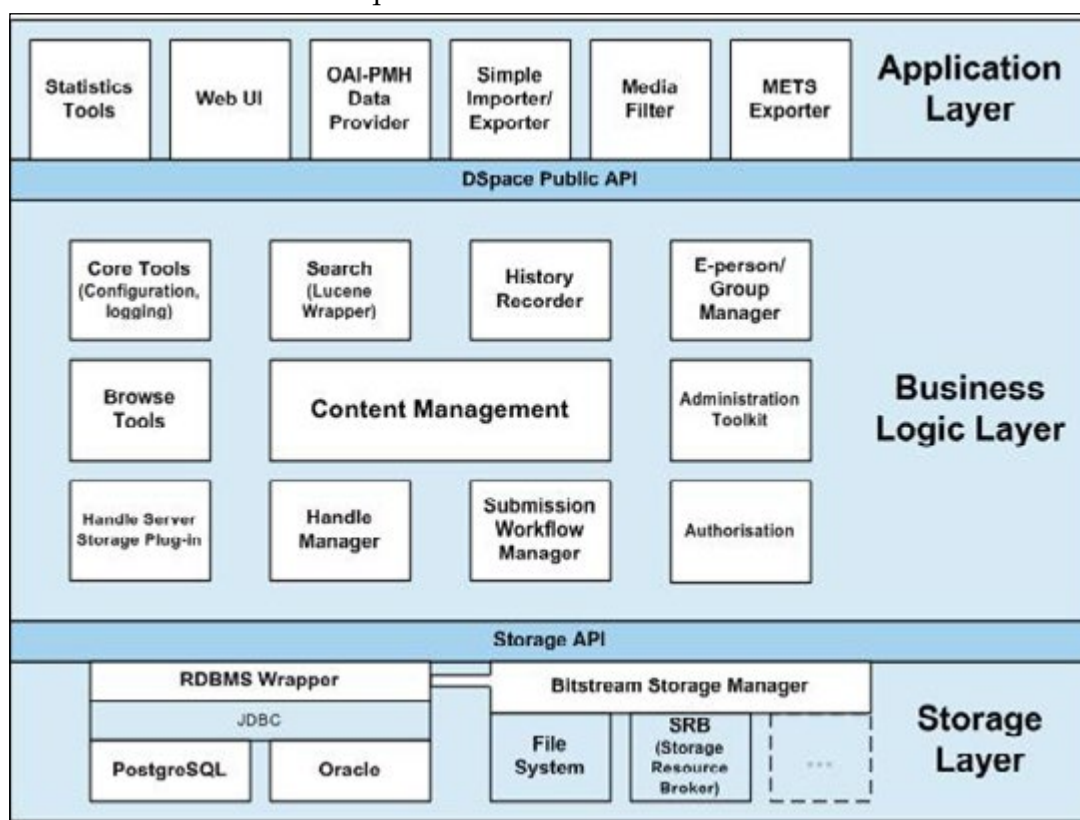 Statistics
Tools
Web UI
OAI-PMH
Data
Provider
Simple
Importer/
Exporter
Media
Filter
METS
Exporter
Application
Layer
DSpace Public API
Core Tools
(Configuration,
logging)
Search
(Lucene
Wrapper)
History
Recorder
E-person/
Group
Manager
Browse
Tools
Content Management
Administration
Toolkit
Business
Logic Layer
Handle Server
Storage Plug-in
Handle
Manager
Submission
Workflow
Manager
Authorisation
Storage API
RDBMS Wrapper
JDBC
PostgreSQL
Oracle
Bitstream Storage Manager
File
System
SRB
(Storage
Resource
Broker)
...
Storage
Layer